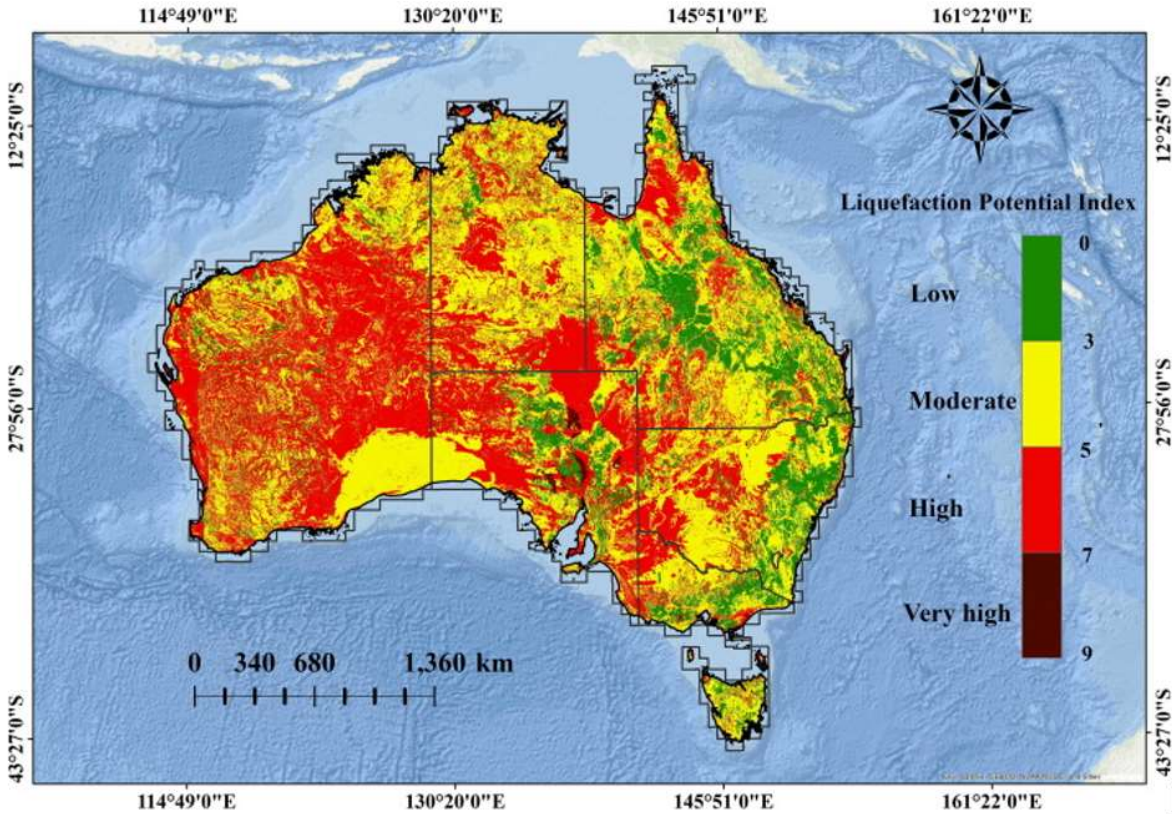 114°49'0"E 130°20'0"E 145°51'0"E 161°22'0"E
12°25'0"S
12°25'0"S
Liquefaction Potential Index
0
Low
3
Moderate
5
High
7
Very high
9
27°56'0"S
27°56'0"S
0 340 680 1,360 km
43°27'0"S
43°27'0"S
114°49'0"E 130°20'0"E 145°51'0"E 161°22'0"E